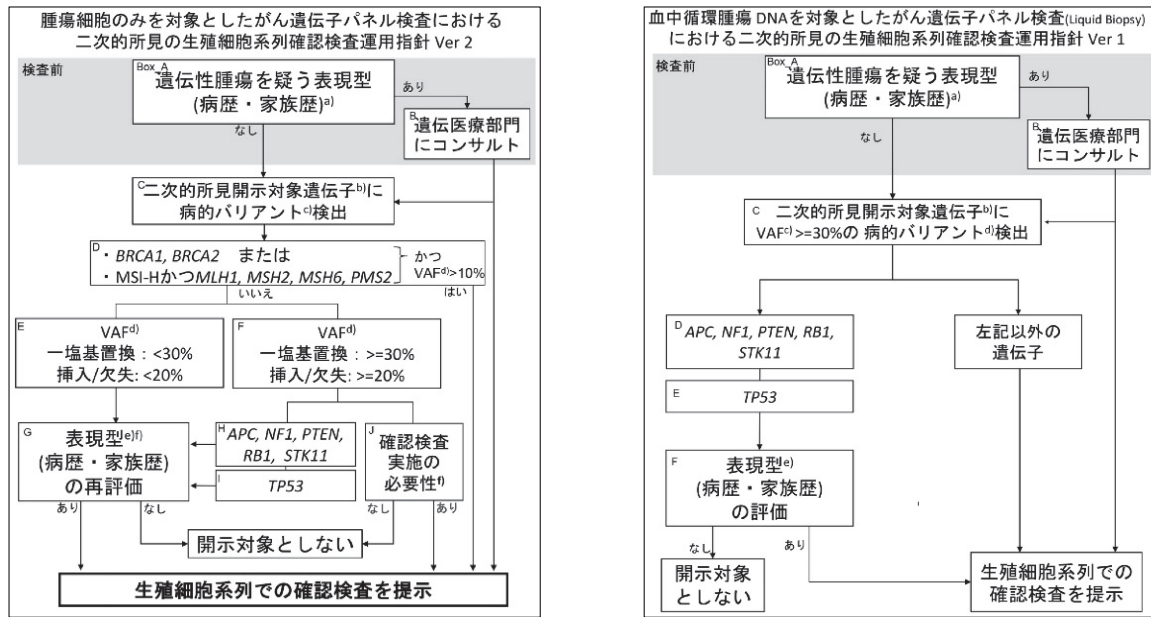 腫瘍細胞のみを対象としたがん遺伝子パネル検査における
二次的所見の生殖細胞系列確認検査運用指針 Ver 2
検査前
Box_A
遺伝性腫瘍を疑う表現型
(病歴・家族歴)a)
あり
なし
B
遺伝医療部門
にコンサルト
C
二次的所見開示対象遺伝子b)に
病的バリアントc)検出
D
・BRCA1, BRCA2 または
・MSI-HかつMLH1, MSH2, MSH6, PMS2
かつ
VAFd)>10%
いいえ
はい
E
VAFd)
一塩基置換:<30%
挿入/欠失: <20%
F
VAFd)
一塩基置換:>=30%
挿入/欠失: >=20%
G
表現型e)f)
(病歴・家族歴)
の再評価
H
APC, NF1, PTEN,
RB1, STK11
I
TP53
J
確認検査
実施の
必要性f)
あり
なし
なし
あり
開示対象としない
生殖細胞系列での確認検査を提示
血中循環腫瘍 DNAを対象としたがん遺伝子パネル検査(Liquid Biopsy)
における二次的所見の生殖細胞系列確認検査運用指針 Ver 1
検査前
Box_A
遺伝性腫瘍を疑う表現型
(病歴・家族歴)a)
あり
なし
B
遺伝医療部門
にコンサルト
C
二次的所見開示対象遺伝子b)に
VAFc) >=30%の 病的バリアントd)検出
D
APC, NF1, PTEN, RB1,
STK11
左記以外の
遺伝子
E
TP53
F
表現型e)
(病歴・家族歴)
の評価
なし
あり
開示対象
としない
生殖細胞系列での
確認検査を提示